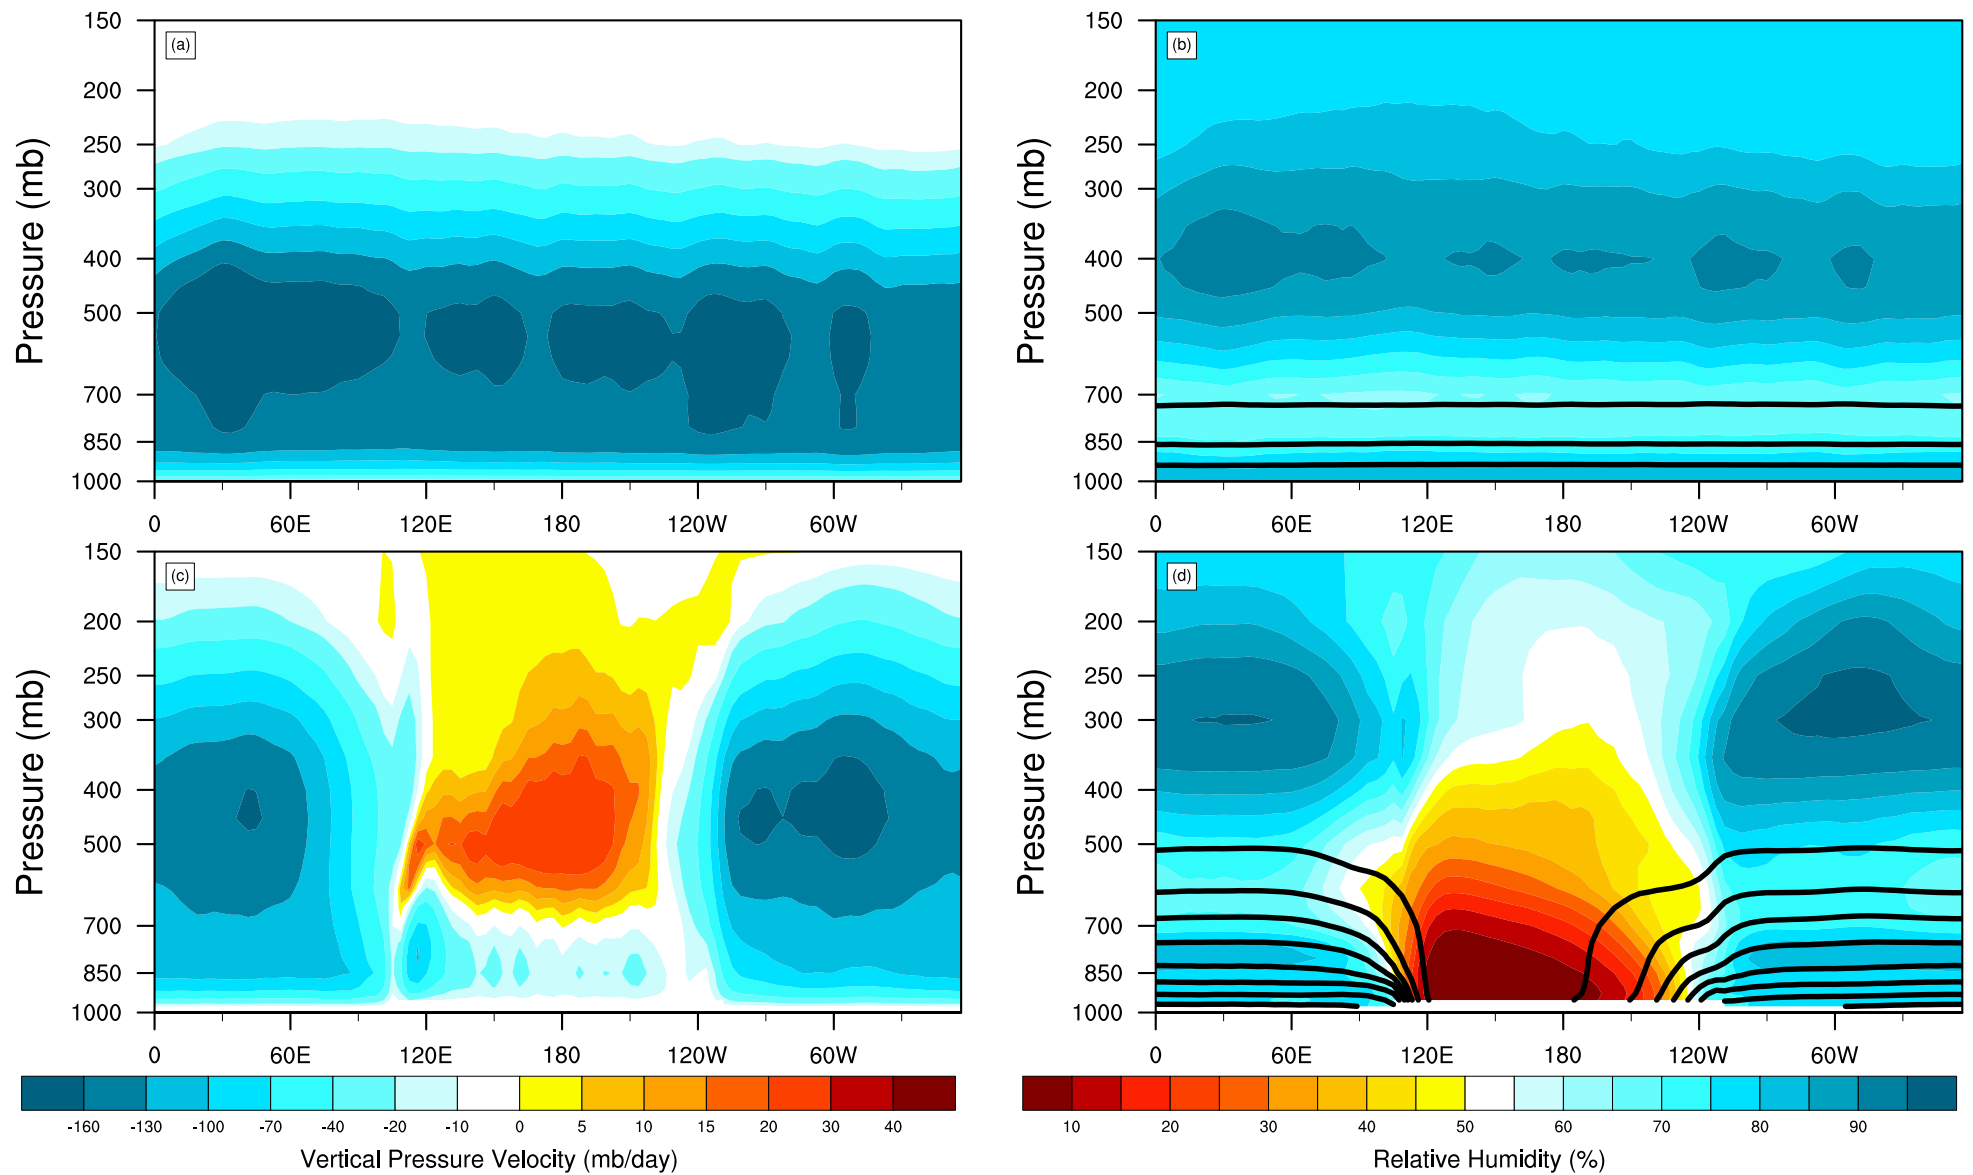 (a)
150
200
250
300
400
500
700
850
1000
Pressure (mb)
0 60E 120E 180 120W 60W
(b)
150
200
250
300
400
500
700
850
1000
Pressure (mb)
0 60E 120E 180 120W 60W
(c)
150
200
250
300
400
500
700
850
1000
Pressure (mb)
0 60E 120E 180 120W 60W
(d)
150
200
250
300
400
500
700
850
1000
Pressure (mb)
0 60E 120E 180 120W 60W
-160 -130 -100 -70 -40 -20 -10 0 5 10 15 20 30 40
Vertical Pressure Velocity (mb/day)
10 20 30 40 50 60 70 80 90
Relative Humidity (%)